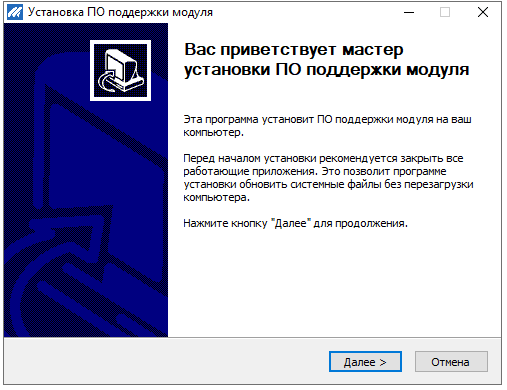 Установка ПО поддержки модуля
Вас приветствует мастер
установки ПО поддержки модуля
Эта программа установит ПО поддержки модуля на ваш
компьютер.
Перед началом установки рекомендуется закрыть все
работающие приложения. Это позволит программе
установки обновить системные файлы без перезагрузки
компьютера.
Нажмите кнопку "Далее" для продолжения.
Далее >
Отмена